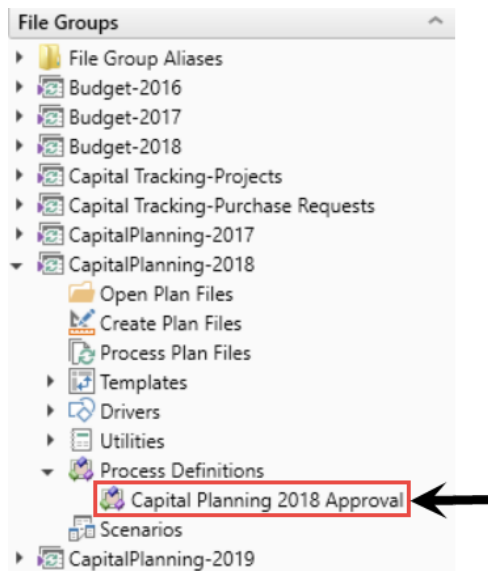 File Groups
File Group Aliases
Budget-2016
Budget-2017
Budget-2018
Capital Tracking-Projects
Capital Tracking-Purchase Requests
CapitalPlanning-2017
CapitalPlanning-2018
Open Plan Files
Create Plan Files
Process Plan Files
Templates
Drivers
Utilities
Process Definitions
Capital Planning 2018 Approval
Scenarios
CapitalPlanning-2019